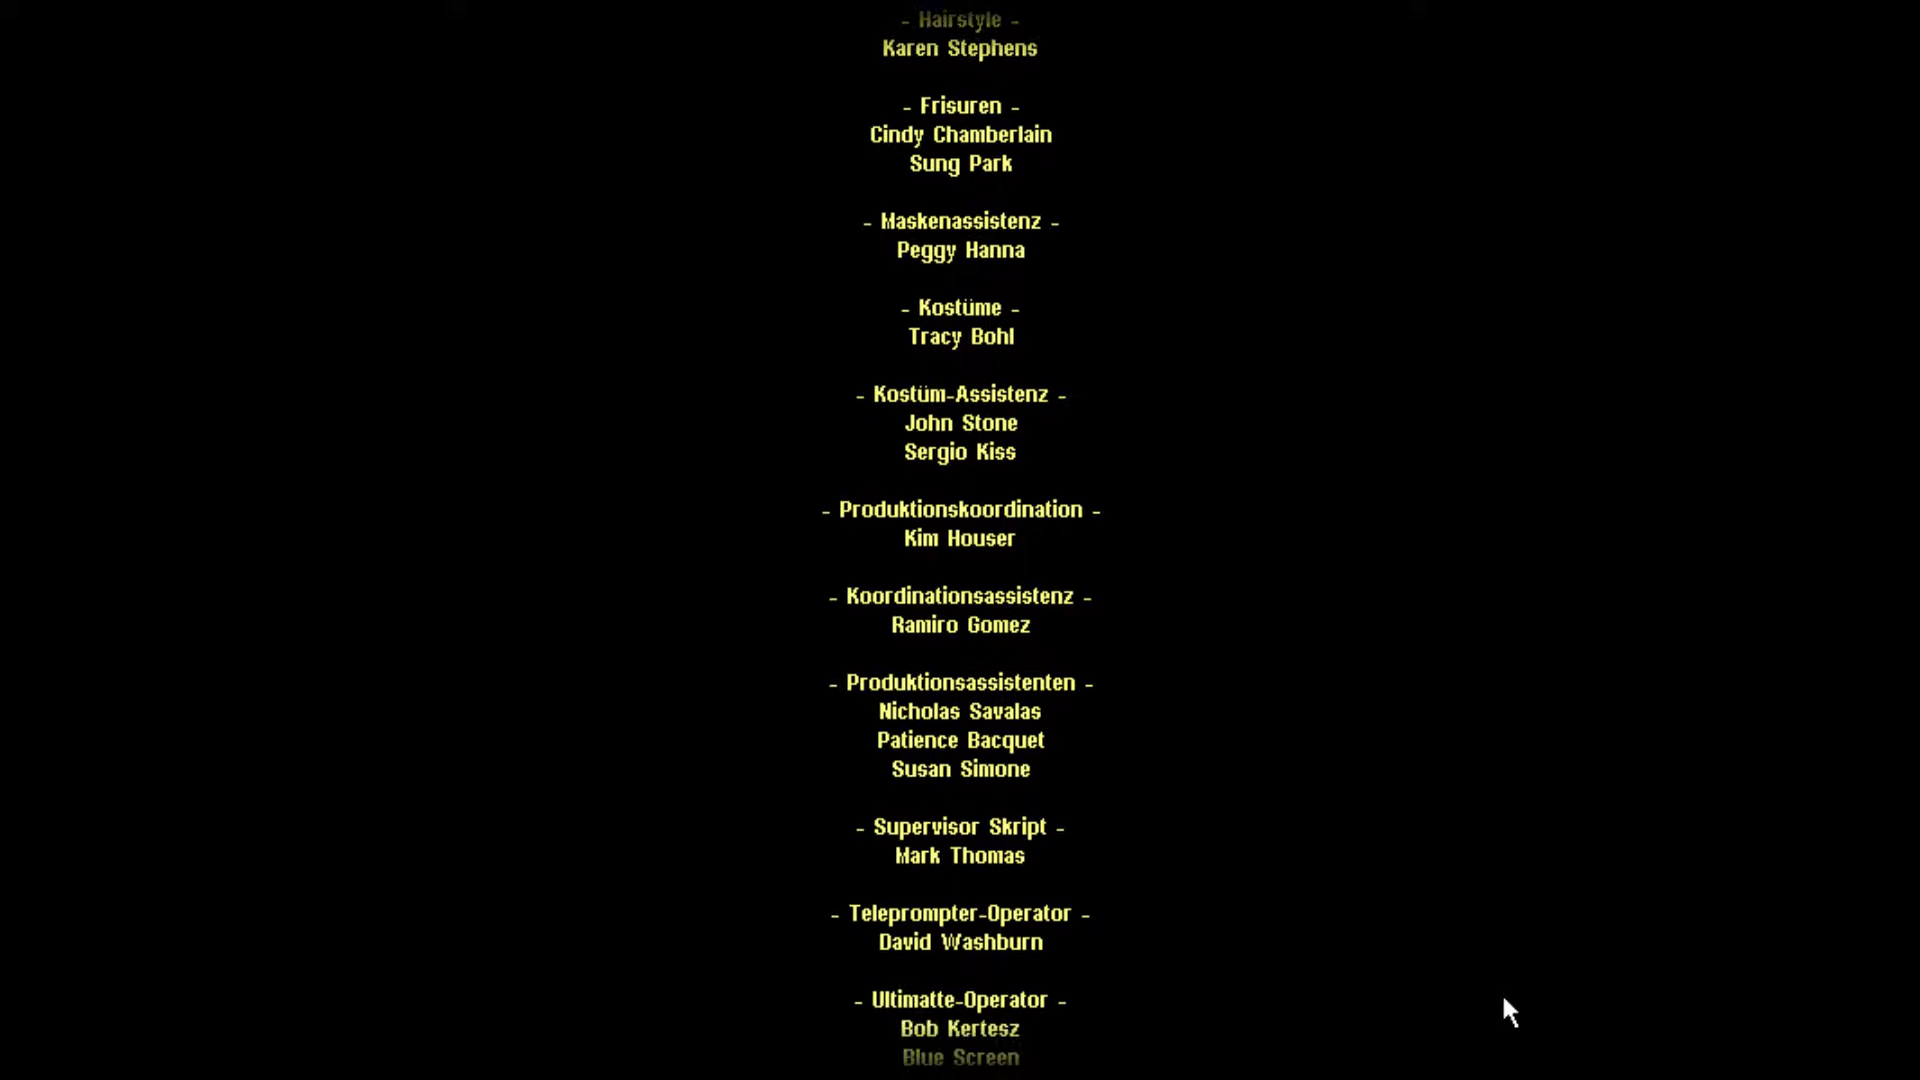 - Hairstyle -
Karen Stephens
- Frisuren -
Cindy Chamberlain
Sung Park
- Maskenassistenz -
Peggy Hanna
- Kostüme -
Tracy Bohl
- Kostüm-Assistenz -
John Stone
Sergio Kiss
- Produktionskoordination -
Kim Houser
- Koordinationsassistenz -
Ramiro Gomez
- Produktionsassistenten -
Nicholas Savalas
Patience Bacquet
Susan Simone
- Supervisor Skript -
Mark Thomas
- Teleprompter-Operator -
David Washburn
- Ultimatte-Operator -
Bob Kertesz
Blue Screen